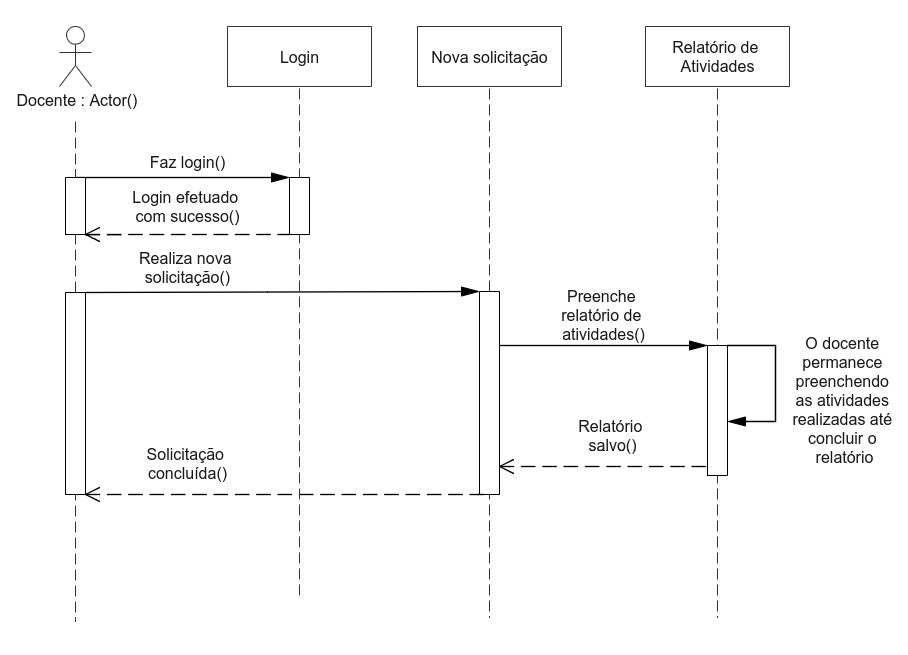 Login
Nova solicitação
Relatório de
Atividades
Docente : Actor()
Faz login()
Login efetuado
com sucesso()
Realiza nova
solicitação()
Preenche
relatório de
atividades()
O docente
permanece
preenchendo
as atividades
realizadas até
concluir o
relatório
Relatório
salvo()
Solicitação
concluída()